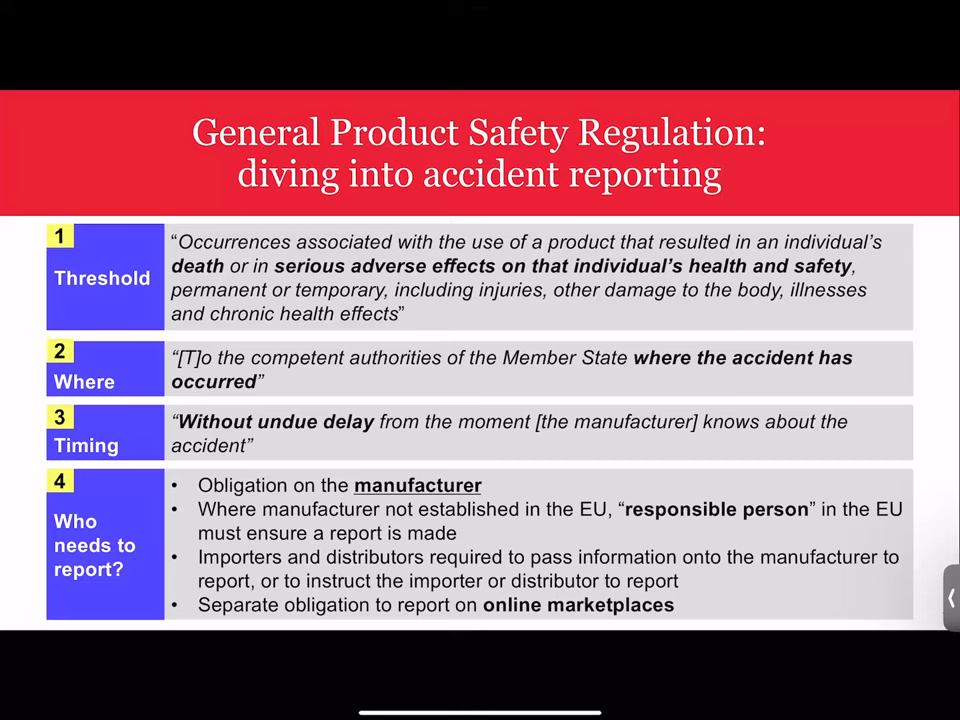 General Product Safety Regulation:
diving into accident reporting
1
Threshold
“Occurrences associated with the use of a product that resulted in an individual’s
death or in serious adverse effects on that individual’s health and safety,
permanent or temporary, including injuries, other damage to the body, illnesses
and chronic health effects”
2
Where
“[T]o the competent authorities of the Member State where the accident has
occurred”
3
Timing
“Without undue delay from the moment [the manufacturer] knows about the
accident”
4
Who
needs to
report?
• Obligation on the manufacturer
• Where manufacturer not established in the EU, “responsible person” in the EU
must ensure a report is made
• Importers and distributors required to pass information onto the manufacturer to
report, or to instruct the importer or distributor to report
• Separate obligation to report on online marketplaces